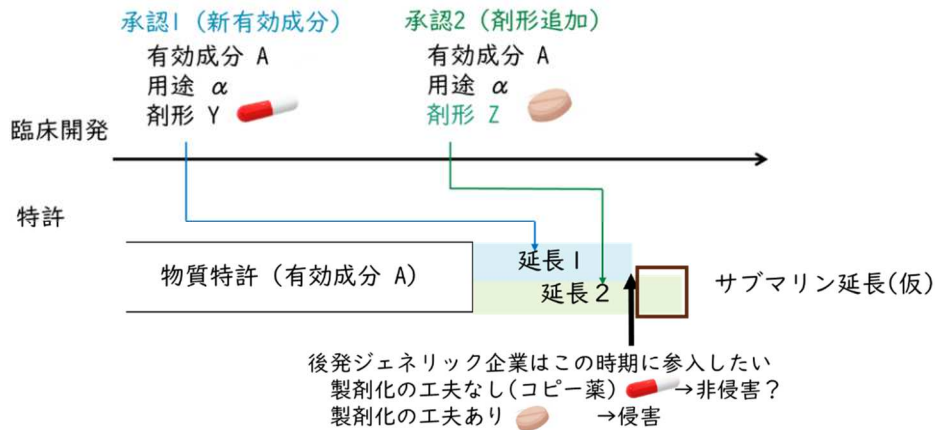 承認1（新有効成分）
有効成分 A
用途 α
剤形 Y
承認2（剤形追加）
有効成分 A
用途 α
剤形 Z
臨床開発
特許
物質特許（有効成分 A）
延長1
延長2
サブマリン延長(仮)
後発ジェネリック企業はこの時期に参入したい
製剤化の工夫なし(コピー薬) →非侵害？
製剤化の工夫あり →侵害